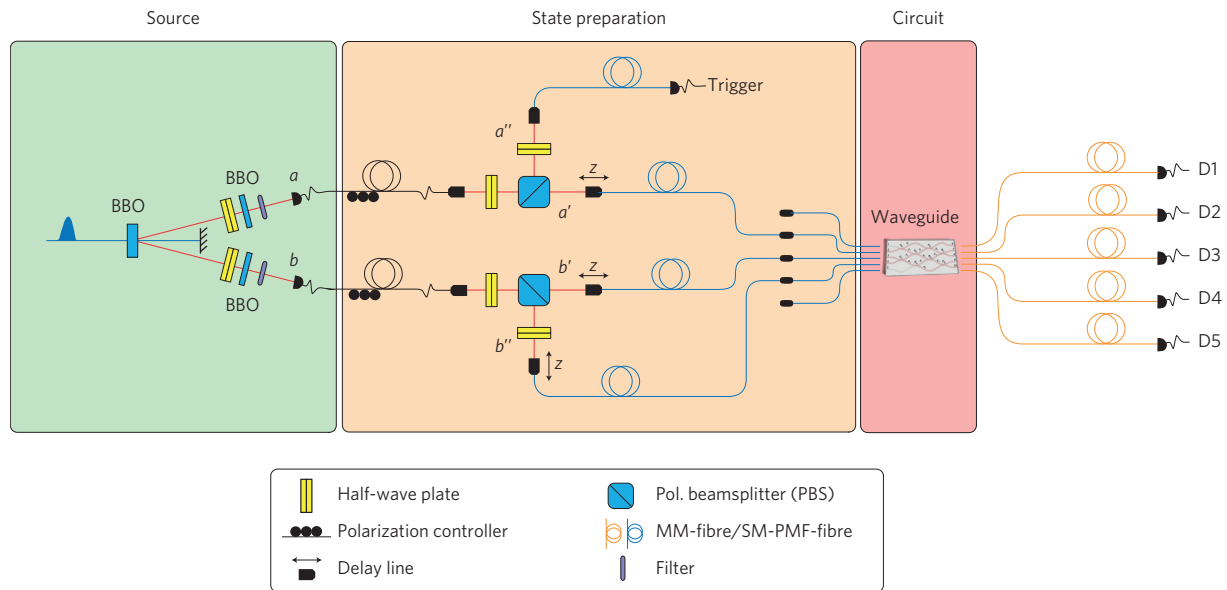 Source
State preparation
Circuit
Trigger
a''
BBO
a
z
a'
BBO
Waveguide
D1
D2
D3
D4
D5
b
BBO
b'
z
b''
z
Half-wave plate
Pol. beamsplitter (PBS)
Polarization controller
MM-fibre/SM-PMF-fibre
Delay line
Filter